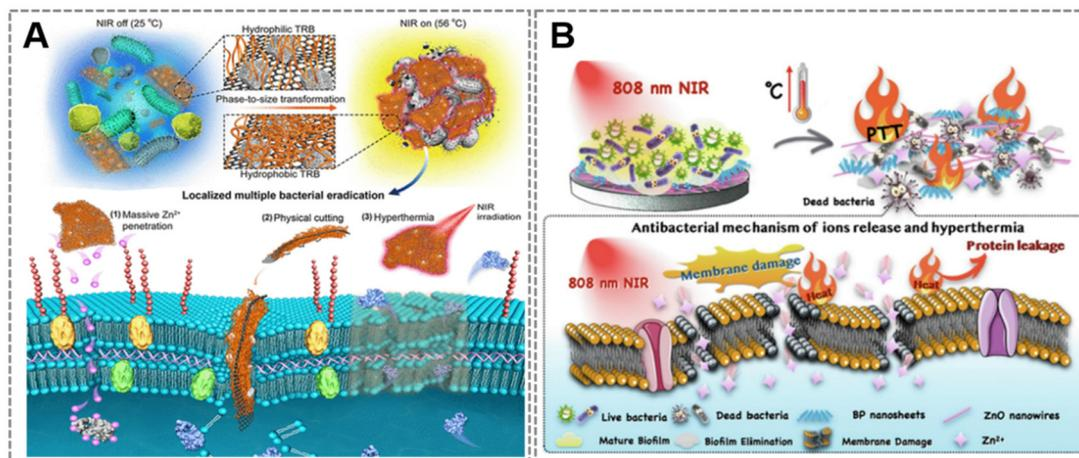 A
NIR off (25 °C)
NIR on (56 °C)
Hydrophilic TRB
Phase-to-size transformation
Hydrophobic TRB
Localized multiple bacterial eradication
(1) Massive Zn²⁺
penetration
(2) Physical cutting
(3) Hyperthermia
NIR
irradiation
B
808 nm NIR
°C
PTT
Dead bacteria
Antibacterial mechanism of ions release and hyperthermia
808 nm NIR
Membrane damage
Heat
Heat
Protein leakage
Live bacteria
Dead bacteria
BP nanosheets
ZnO nanowires
Mature Biofilm
Biofilm Elimination
Membrane Damage
Zn²⁺